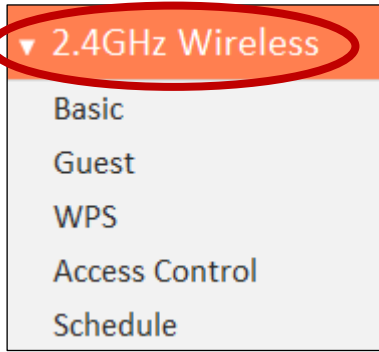 ▼ 2.4GHz Wireless
Basic
Guest
WPS
Access Control
Schedule